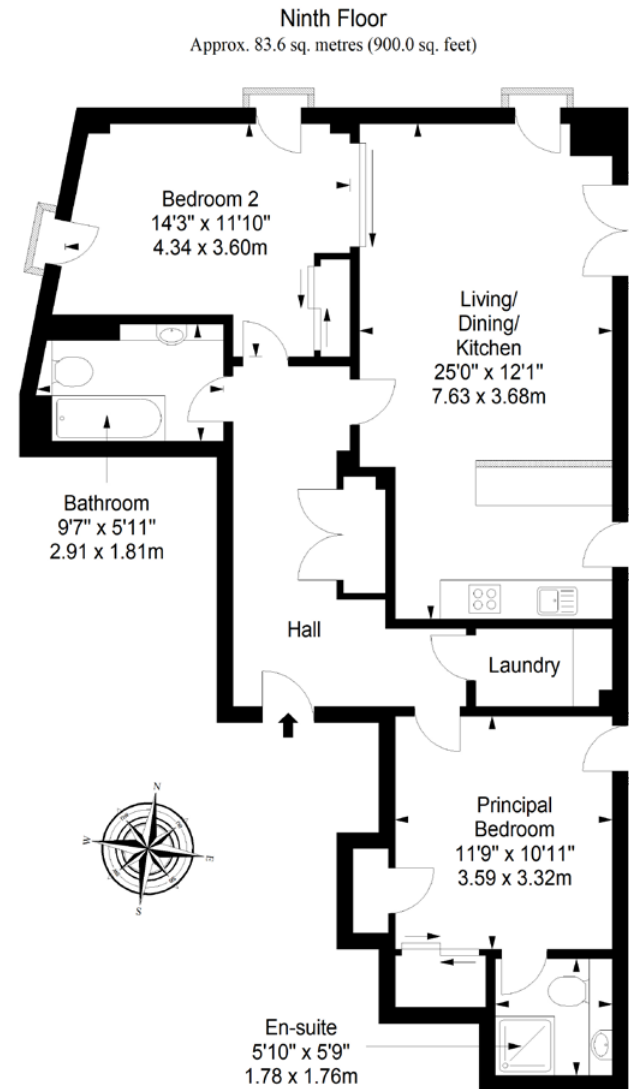 Ninth Floor
Approx. 83.6 sq. metres (900.0 sq. feet)
Bedroom 2
14'3" x 11'10"
4.34 x 3.60m
Living/
Dining/
Kitchen
25'0" x 12'1"
7.63 x 3.68m
Bathroom
9'7" x 5'11"
2.91 x 1.81m
Hall
Laundry
Principal
Bedroom
11'9" x 10'11"
3.59 x 3.32m
N
W
E
S
En-suite
5'10" x 5'9"
1.78 x 1.76m